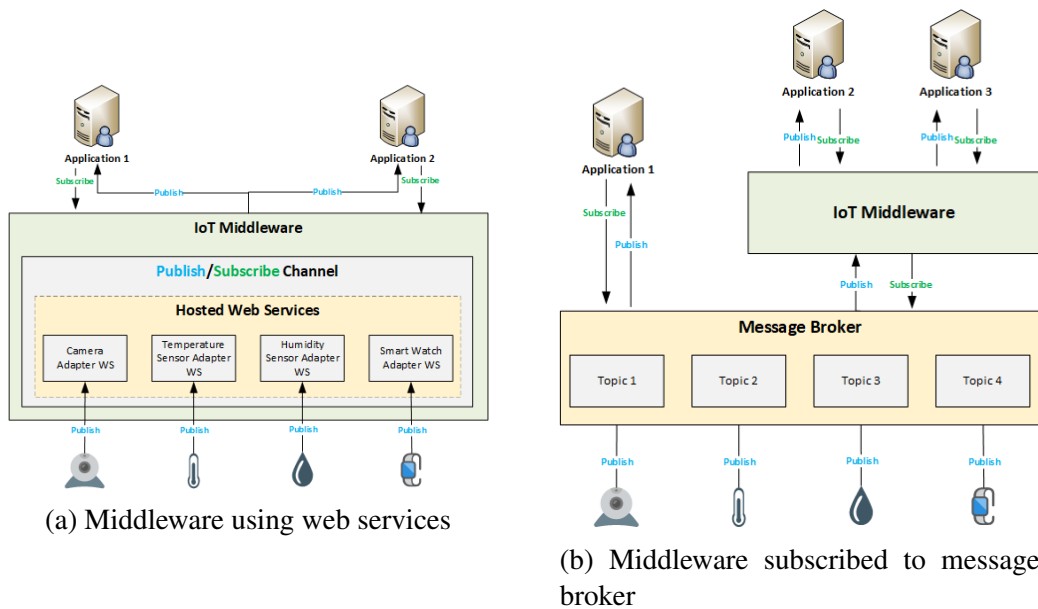 Application 1
Application 2
Subscribe
Publish
Publish
Subscribe
IoT Middleware
Publish/Subscribe Channel
Hosted Web Services
Camera
Adapter WS
Temperature
Sensor Adapter
WS
Humidity
Sensor Adapter
WS
Smart Watch
Adapter WS
Publish
Publish
Publish
Publish
(a) Middleware using web services
Application 2
Application 3
Publish
Subscribe
Publish
Subscribe
Application 1
Subscribe
Publish
IoT Middleware
Publish
Subscribe
Message Broker
Topic 1
Topic 2
Topic 3
Topic 4
Publish
Publish
Publish
Publish
(b) Middleware subscribed to message
broker